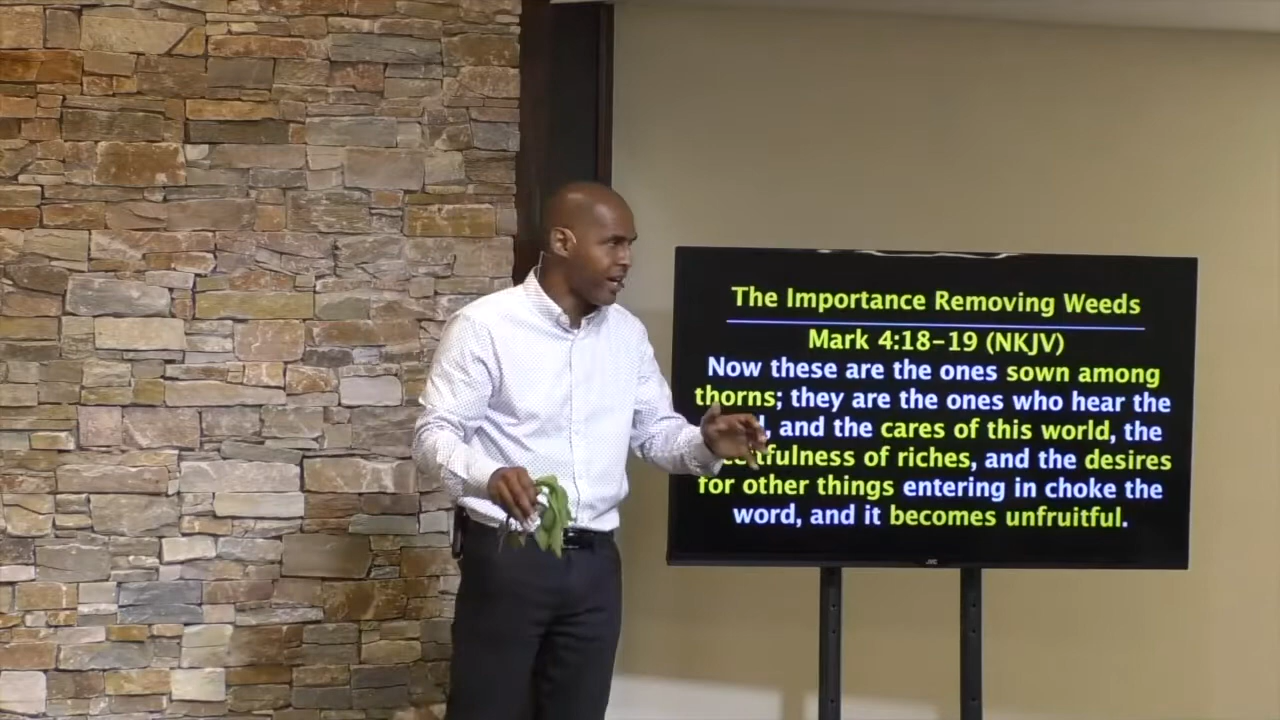 The Importance Removing Weeds
Mark 4:18-19 (NKJV)
Now these are the ones sown among
thorns; they are the ones who hear the
, and the cares of this world, the
of riches, and the desires
for other things entering in choke the
word, and it becomes unfruitful.
JVC